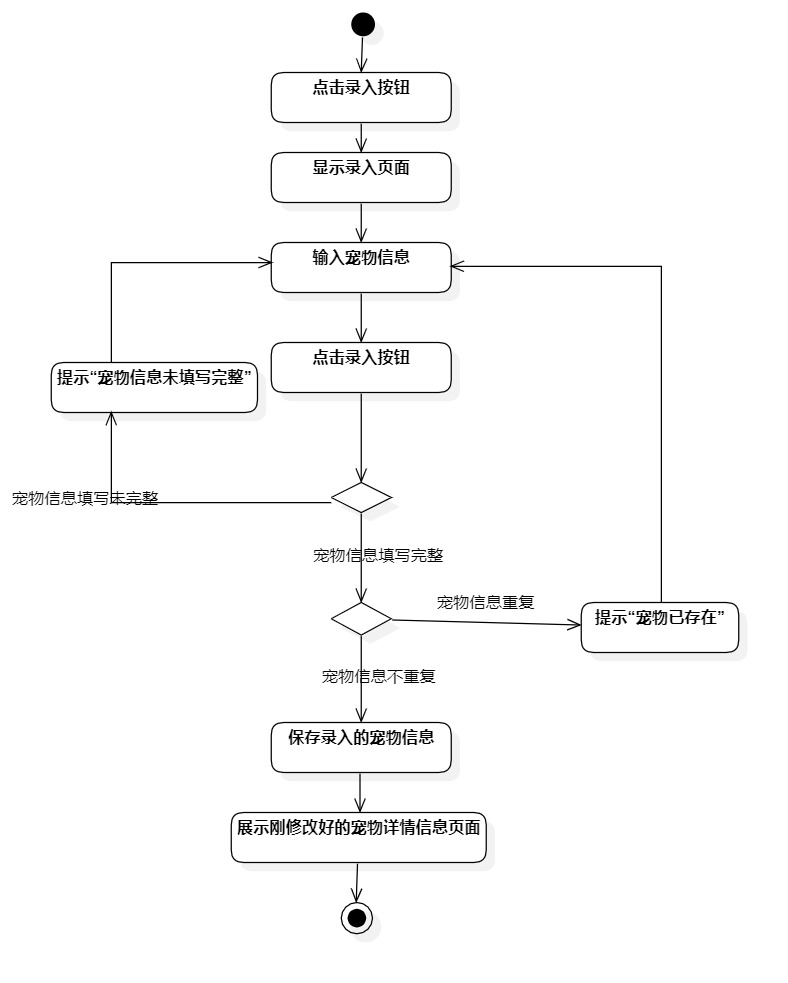 点击录入按钮
显示录入页面
输入宠物信息
点击录入按钮
提示“宠物信息未填写完整”
宠物信息填写未完整
宠物信息填写完整
宠物信息重复
提示“宠物已存在”
宠物信息不重复
保存录入的宠物信息
展示刚修改好的宠物详情信息页面